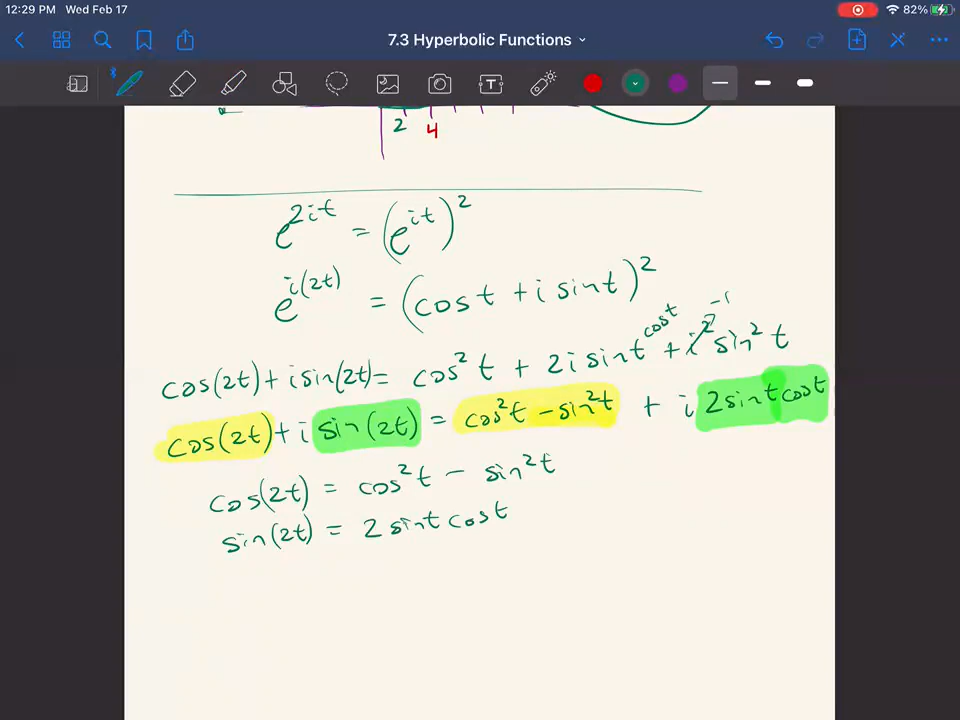 12:29 PM Wed Feb 17
82%
7.3 Hyperbolic Functions
T
2 4
e^{2it} = (e^{it})^2
e^{i(2t)} = (cos t + i sin t)^2
cos(2t) + i sin(2t) = cos^2 t + 2i sin t cos t + i^2 -1 sin^2 t
cos(2t) + i sin(2t) = cos^2 t - sin^2 t + i 2 sin t cos t
cos(2t) = cos^2 t - sin^2 t
sin(2t) = 2 sin t cos t